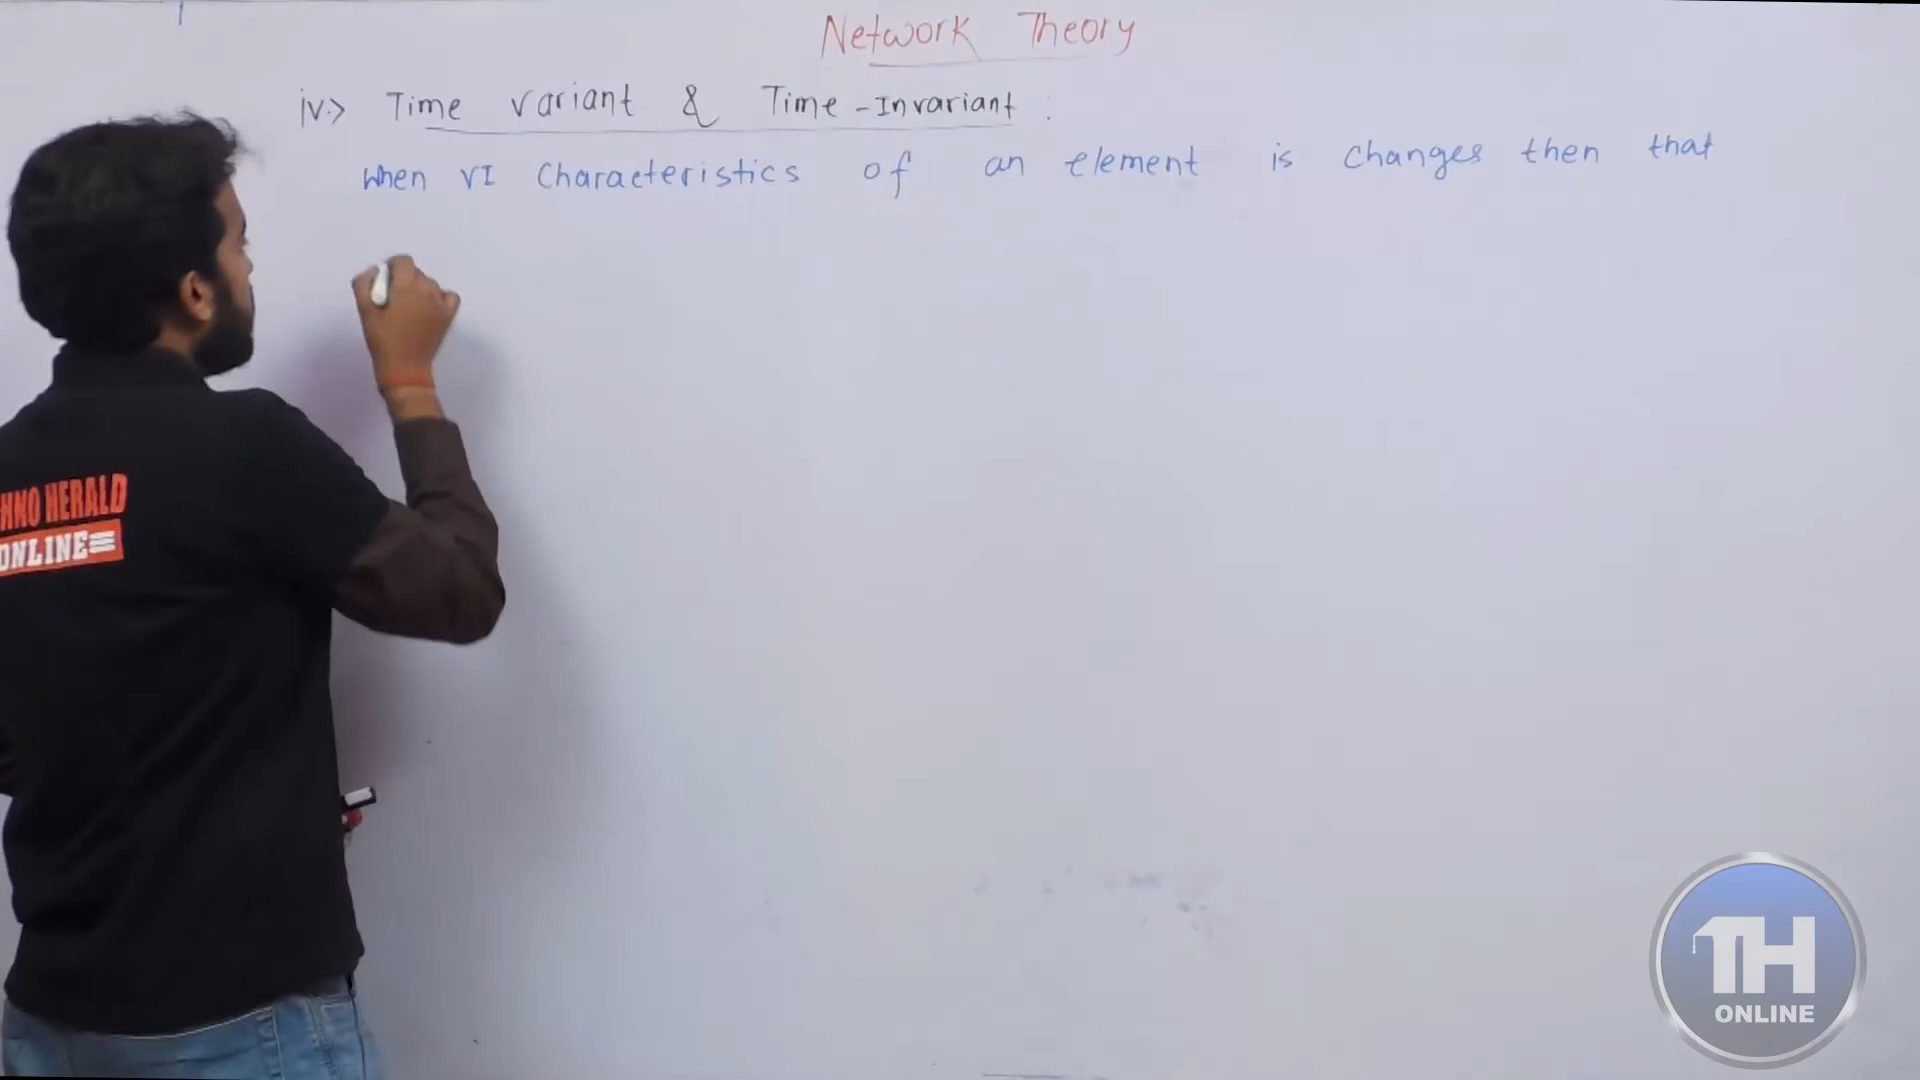 Network Theory
iv.> Time variant & Time-Invariant :
When VI Characteristics of an element is changes then that
HNO HERALD
ONLINE
TH
ONLINE